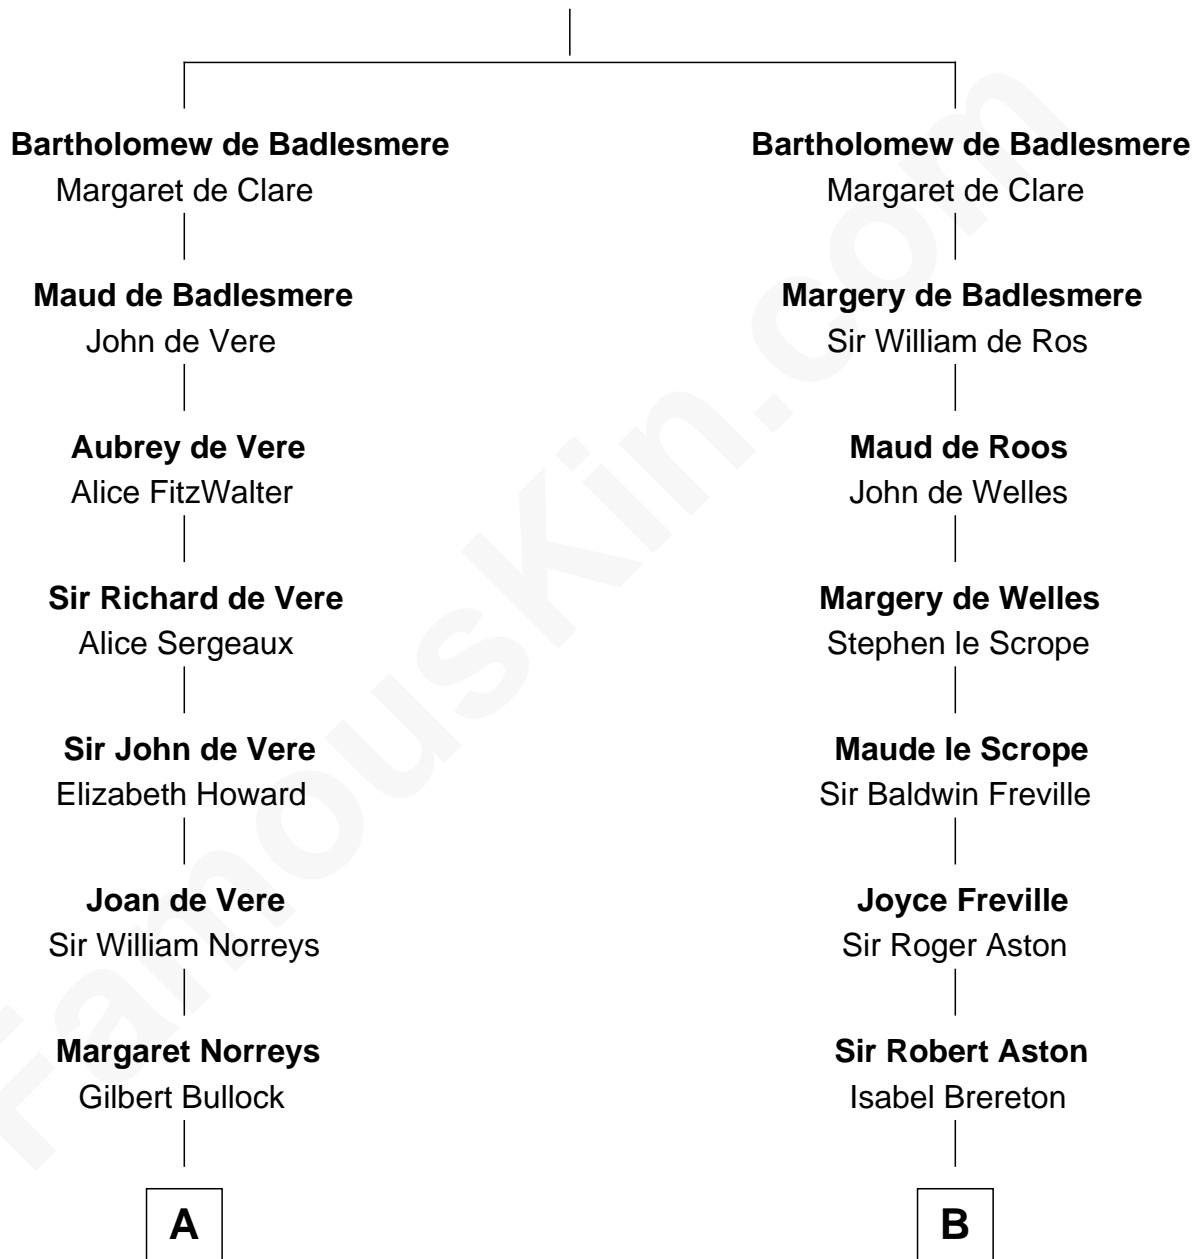 Bartholomew de Badlesmere
Margaret de Clare
Maud de Badlesmere
John de Vere
Aubrey de Vere
Alice FitzWalter
Sir Richard de Vere
Alice Sergeaux
Sir John de Vere
Elizabeth Howard
Joan de Vere
Sir William Norreys
Margaret Norreys
Gilbert Bullock
A
Bartholomew de Badlesmere
Margaret de Clare
Margery de Badlesmere
Sir William de Ros
Maud de Roos
John de Welles
Margery de Welles
Stephen le Scrope
Maude le Scrope
Sir Baldwin Freville
Joyce Freville
Sir Roger Aston
Sir Robert Aston
Isabel Brereton
B
FamousKin.com